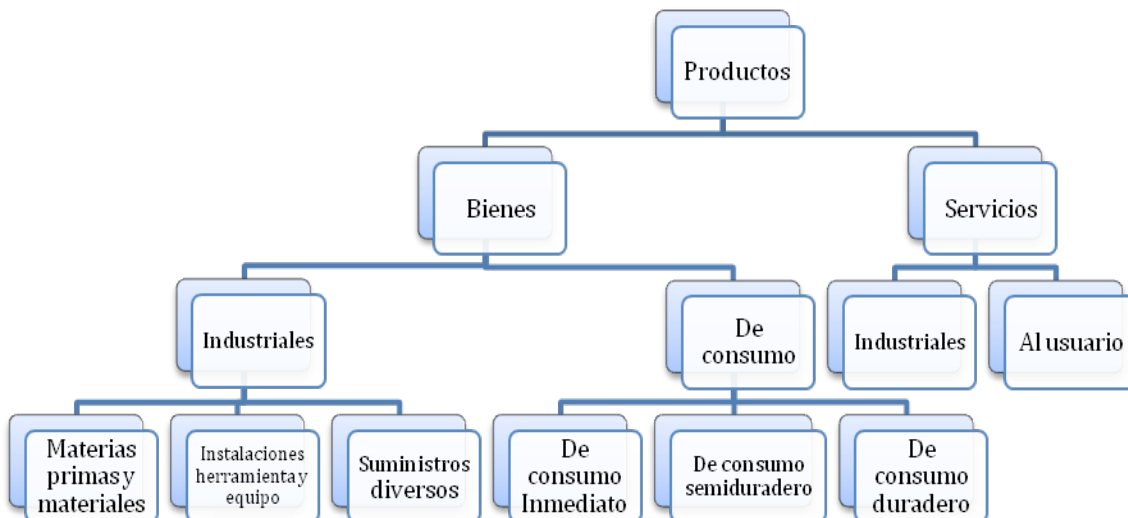 Productos
Bienes
Servicios
Industriales
De
consumo
Industriales
Al usuario
Materias
primas y
materiales
Instalaciones
herramienta y
equipo
Suministros
diversos
De
consumo
Inmediato
De consumo
semiduradero
De
consumo
duradero